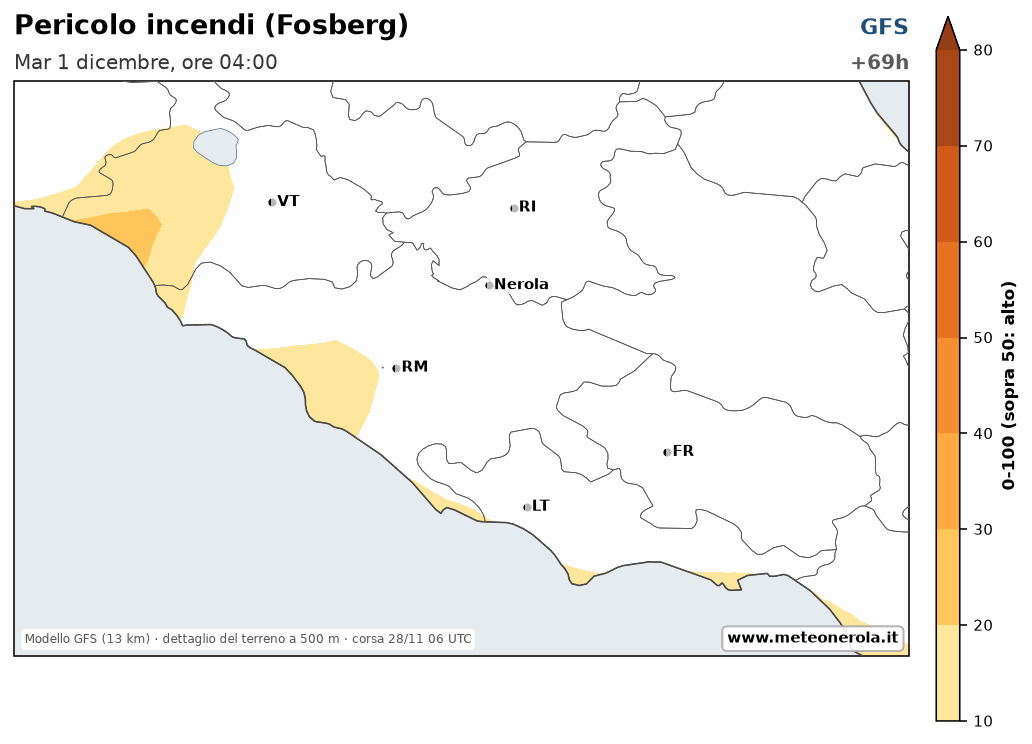 Pericolo incendi (Fosberg)
GFS
Mar 1 dicembre, ore 04:00
+69h
80
70
60
50
40
30
20
10
0-100 (sopra 50: alto)
VT
RI
Nerola
RM
FR
LT
Modello GFS (13 km) · dettaglio del terreno a 500 m · corsa 28/11 06 UTC
www.meteonerola.it